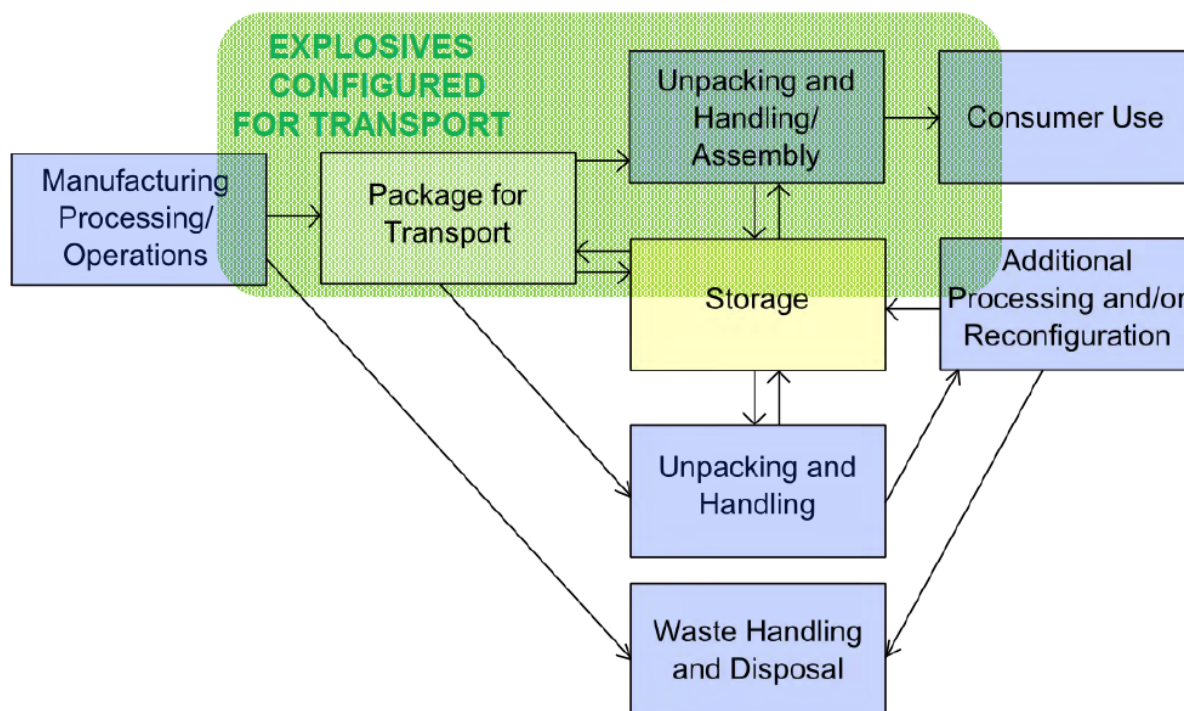 EXPLOSIVES
CONFIGURED
FOR TRANSPORT
Unpacking and
Handling/
Assembly
Consumer Use
Manufacturing
Processing/
Operations
Package for
Transport
Storage
Additional
Processing and/or
Reconfiguration
Unpacking and
Handling
Waste Handling
and Disposal